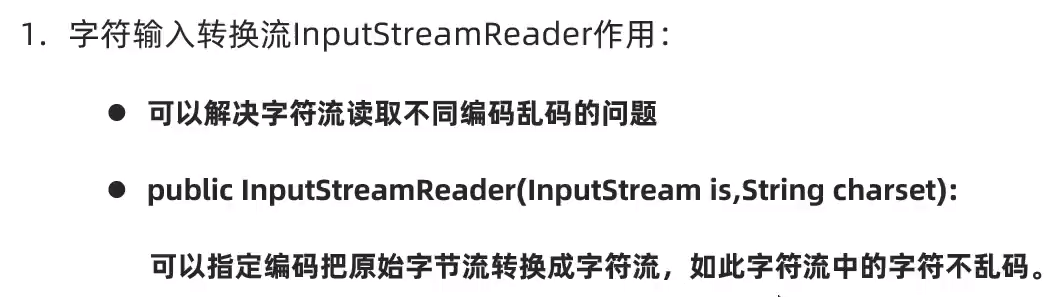 1. 字符输入转换流InputStreamReader作用：
● 可以解决字符流读取不同编码乱码的问题
● public InputStreamReader(InputStream is,String charset):
可以指定编码把原始字节流转换成字符流，如此字符流中的字符不乱码。